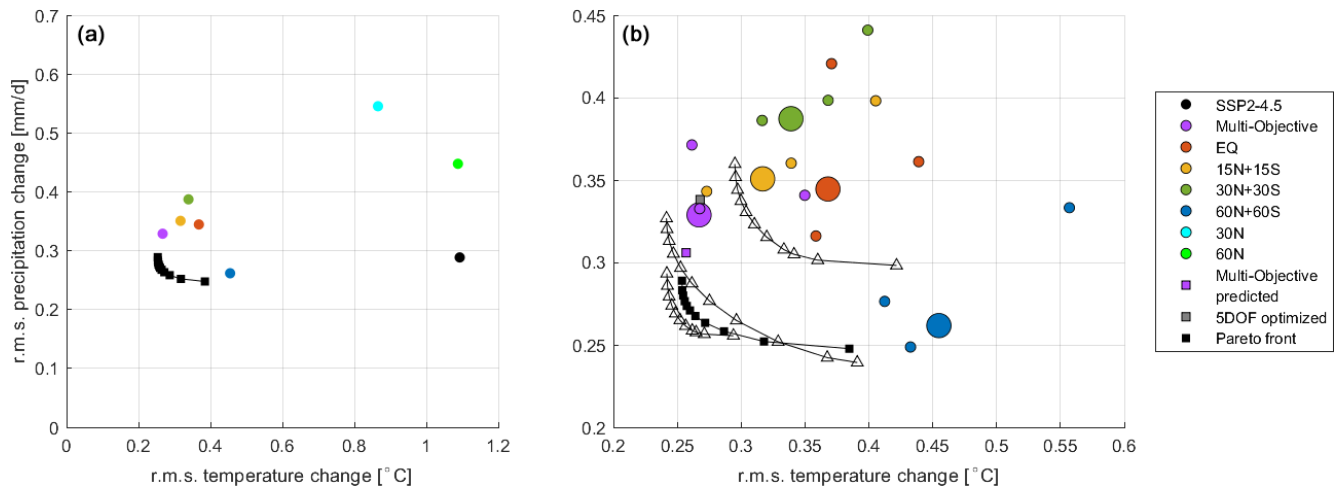 (a)
0.7
0.6
0.5
0.4
0.3
0.2
0.1
0
r.m.s. precipitation change [mm/d]
0 0.2 0.4 0.6 0.8 1 1.2
r.m.s. temperature change [°C]
(b)
0.45
0.4
0.35
0.3
0.25
0.2
0.2 0.25 0.3 0.35 0.4 0.45 0.5 0.55 0.6
r.m.s. temperature change [°C]
SSP2-4.5
Multi-Objective
EQ
15N+15S
30N+30S
60N+60S
30N
60N
Multi-Objective
predicted
5DOF optimized
Pareto front